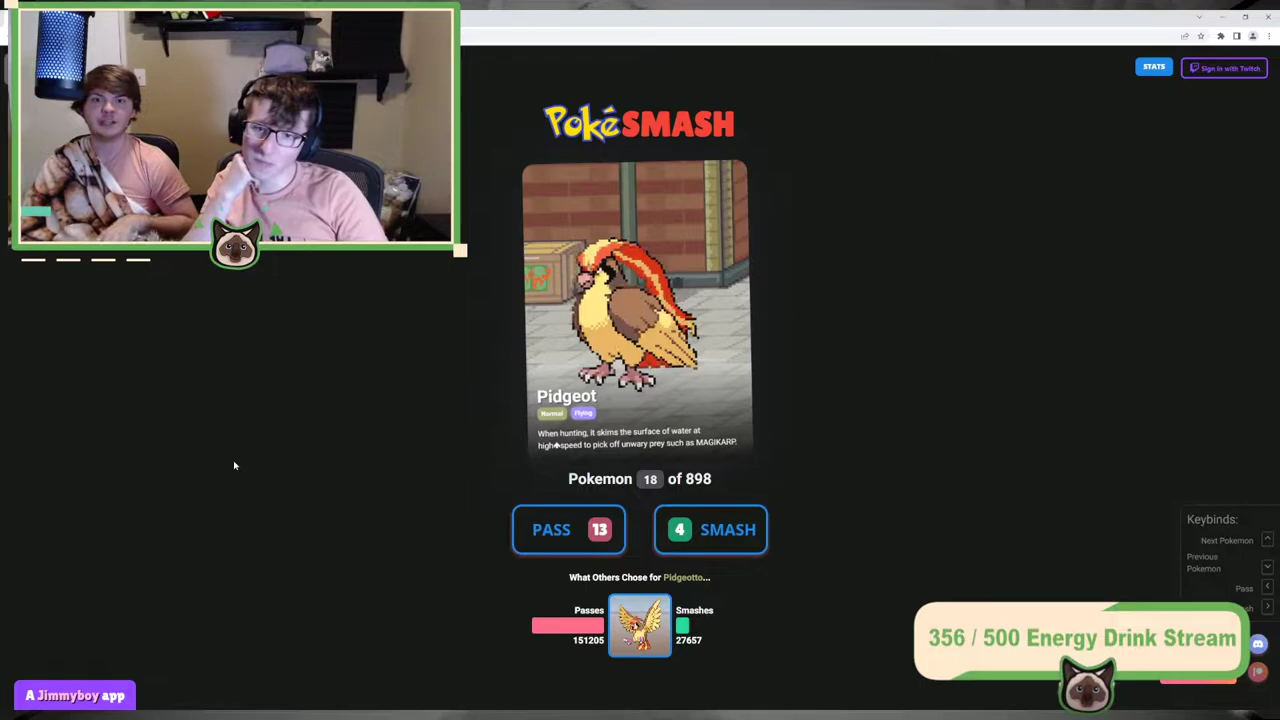 STATS
Sign in with Twitch
PokéSMASH
Pidgeot
Normal Flying
When hunting, it skims the surface of water at
high speed to pick off unwary prey such as MAGIKARP.
Pokemon 18 of 898
PASS 13
4 SMASH
What Others Chose for Pidgeotto...
Passes
151205
Smashes
27657
Keybinds:
Next Pokemon
Previous
Pokemon
Pass
356 / 500 Energy Drink Stream
A Jimmyboy app